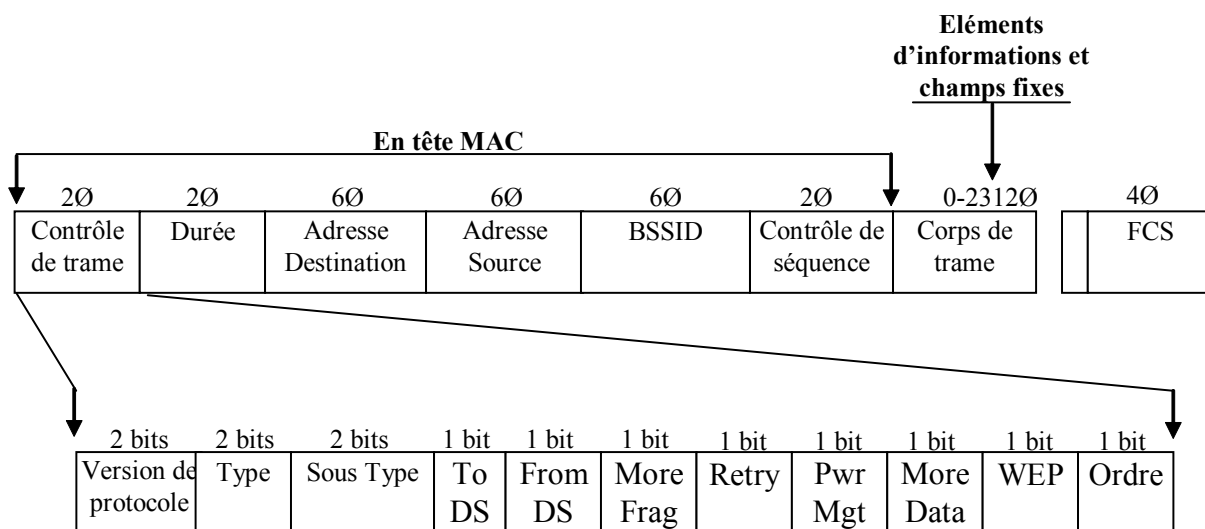 Eléments
d'informations et
champs fixes
En tête MAC
2Ø 2Ø 6Ø 6Ø 6Ø 2Ø 0-2312Ø 4Ø
Contrôle de trame
Durée
Adresse Destination
Adresse Source
BSSID
Contrôle de séquence
Corps de trame
FCS
2 bits 2 bits 2 bits 1 bit 1 bit 1 bit 1 bit 1 bit 1 bit 1 bit 1 bit
Version de protocole
Type
Sous Type
To DS
From DS
More Frag
Retry
Pwr Mgt
More Data
WEP
Ordre